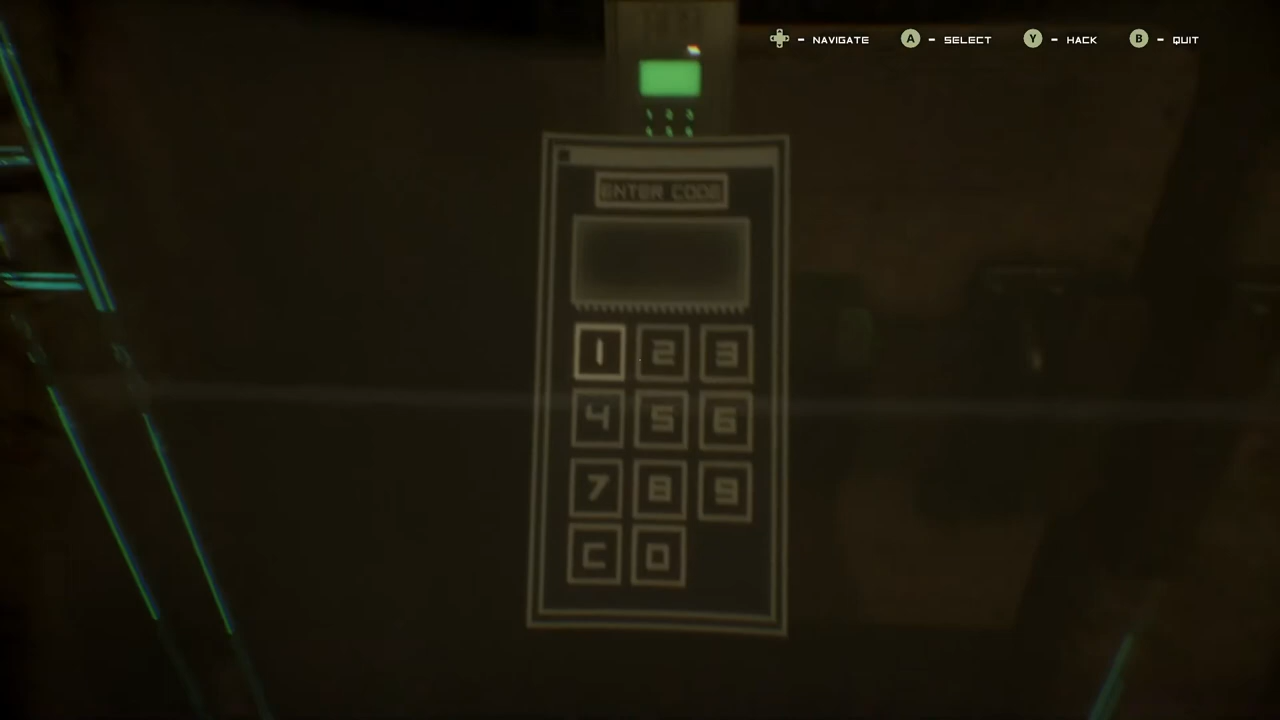 - NAVIGATE A - SELECT Y - HACK B - QUIT
ENTER CODE
1 2 3
4 5 6
7 8 9
C 0